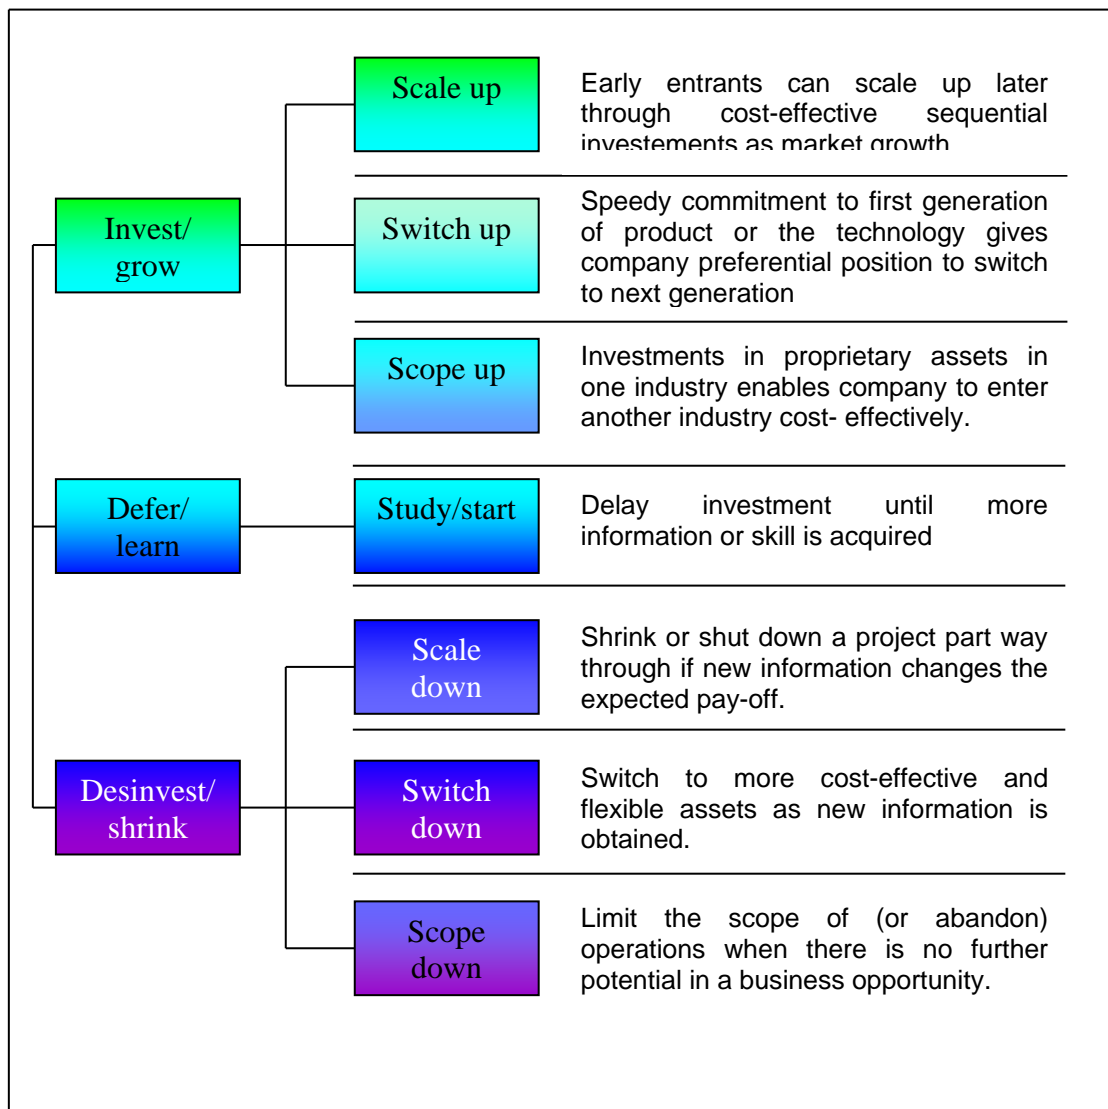 Scale up
Early entrants can scale up later
through cost-effective sequential
investements as market growth
Invest/
grow
Switch up
Speedy commitment to first generation
of product or the technology gives
company preferential position to switch
to next generation
Scope up
Investments in proprietary assets in
one industry enables company to enter
another industry cost- effectively.
Defer/
learn
Study/start
Delay investment until more
information or skill is acquired
Scale
down
Shrink or shut down a project part way
through if new information changes the
expected pay-off.
Desinvest/
shrink
Switch
down
Switch to more cost-effective and
flexible assets as new information is
obtained.
Scope
down
Limit the scope of (or abandon)
operations when there is no further
potential in a business opportunity.